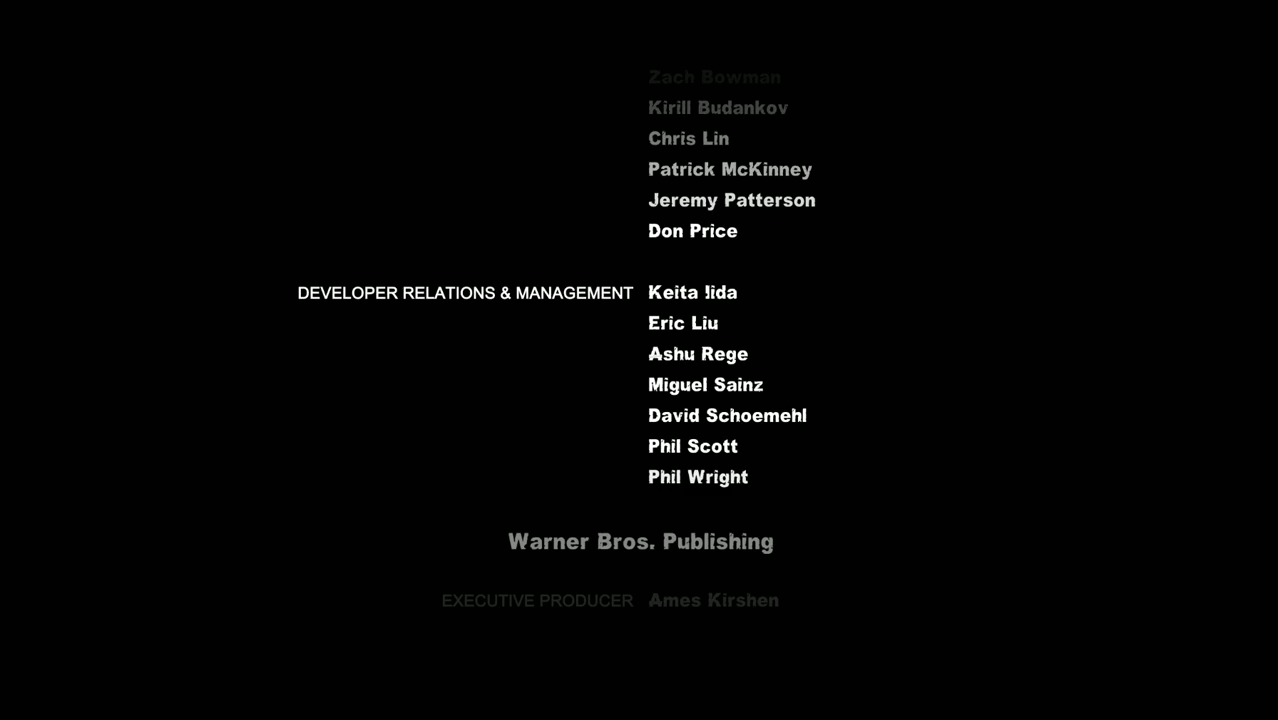 Zach Bowman
Kirill Budankov
Chris Lin
Patrick McKinney
Jeremy Patterson
Don Price
DEVELOPER RELATIONS & MANAGEMENT Keita Iida
Eric Liu
Ashu Rege
Miguel Sainz
David Schoemehl
Phil Scott
Phil Wright
Warner Bros. Publishing
EXECUTIVE PRODUCER Ames Kirshen